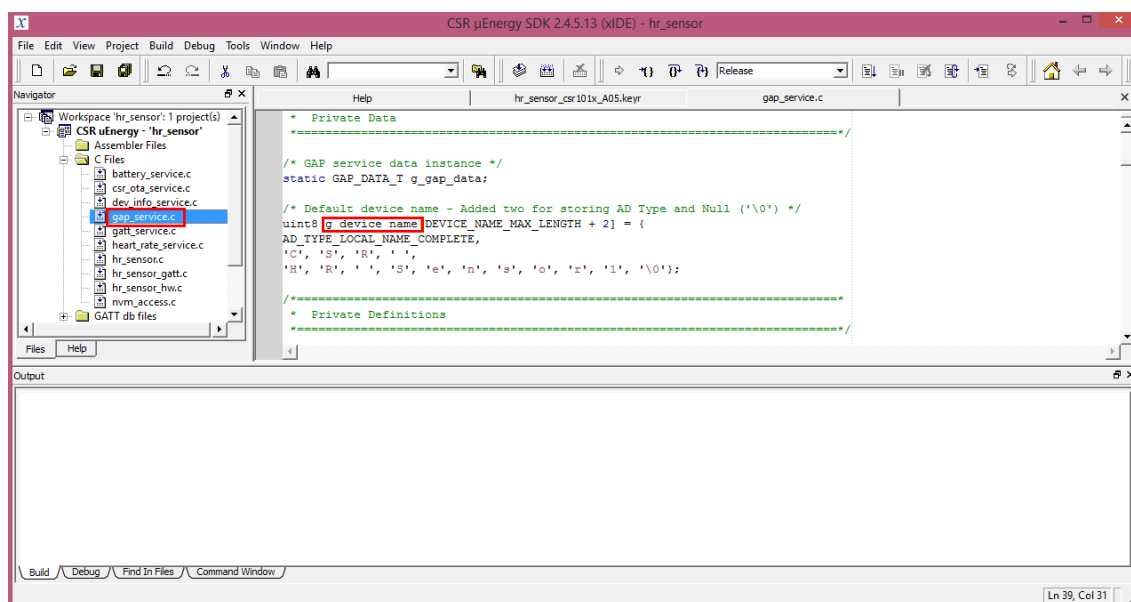 CSR µEnergy SDK 2.4.5.13 (xIDE) - hr_sensor
File Edit View Project Build Debug Tools Window Help
Release
Navigator
Help hr_sensor_csr101x_A05.keyr gap_service.c
Workspace 'hr_sensor': 1 project(s)
CSR uEnergy - 'hr_sensor'
Assembler Files
C Files
battery_service.c
csr_ota_service.c
dev_info_service.c
gap_service.c
gatt_service.c
heart_rate_service.c
hr_sensor.c
hr_sensor_gatt.c
hr_sensor_hw.c
nvm_access.c
GATT db files
Files Help
* Private Data
*============================================================================*/
/* GAP service data instance */
static GAP_DATA_T g_gap_data;
/* Default device name - Added two for storing AD Type and Null ('\0') */
uint8 g_device_name[DEVICE_NAME_MAX_LENGTH + 2] = {
AD_TYPE_LOCAL_NAME_COMPLETE,
'C', 'S', 'R', ' ',
'H', 'R', ' ', 'S', 'e', 'n', 's', 'o', 'r', '1', '\0'};
/*============================================================================*
* Private Definitions
*============================================================================*/
Output
Build Debug Find In Files Command Window
Ln 39, Col 31